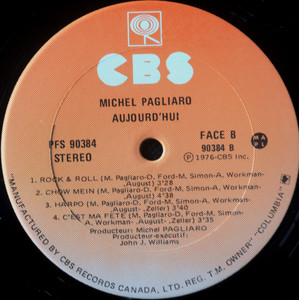 CBS
MICHEL PAGLIARO
AUJOURD'HUI
PFS 90384
STEREO
FACE B
90384 B
℗ 1976-CBS Inc.
1. ROCK & ROLL (M. Pagliaro-D. Ford-M. Simon-A. Workman-
August) 3'28
2. CHOW MEIN (M. Pagliaro-D. Ford-M. Simon-A. Workman-
August) 3'30
3. HARPO (M. Pagliaro-D. Ford-M. Simon-A. Workman-
August.-Zeller) 3'35
4. C'EST MA FÊTE (M. Pagliaro-D. Ford-M. Simon-A. Workman-
August-.Zeller) 3'40
Producteur: Michel PAGLIARO
Producteur-exécutif:
John J. Williams
"MANUFACTURED BY CBS RECORDS CANADA, LTD. REG. T.M. OWNER "COLUMBIA"